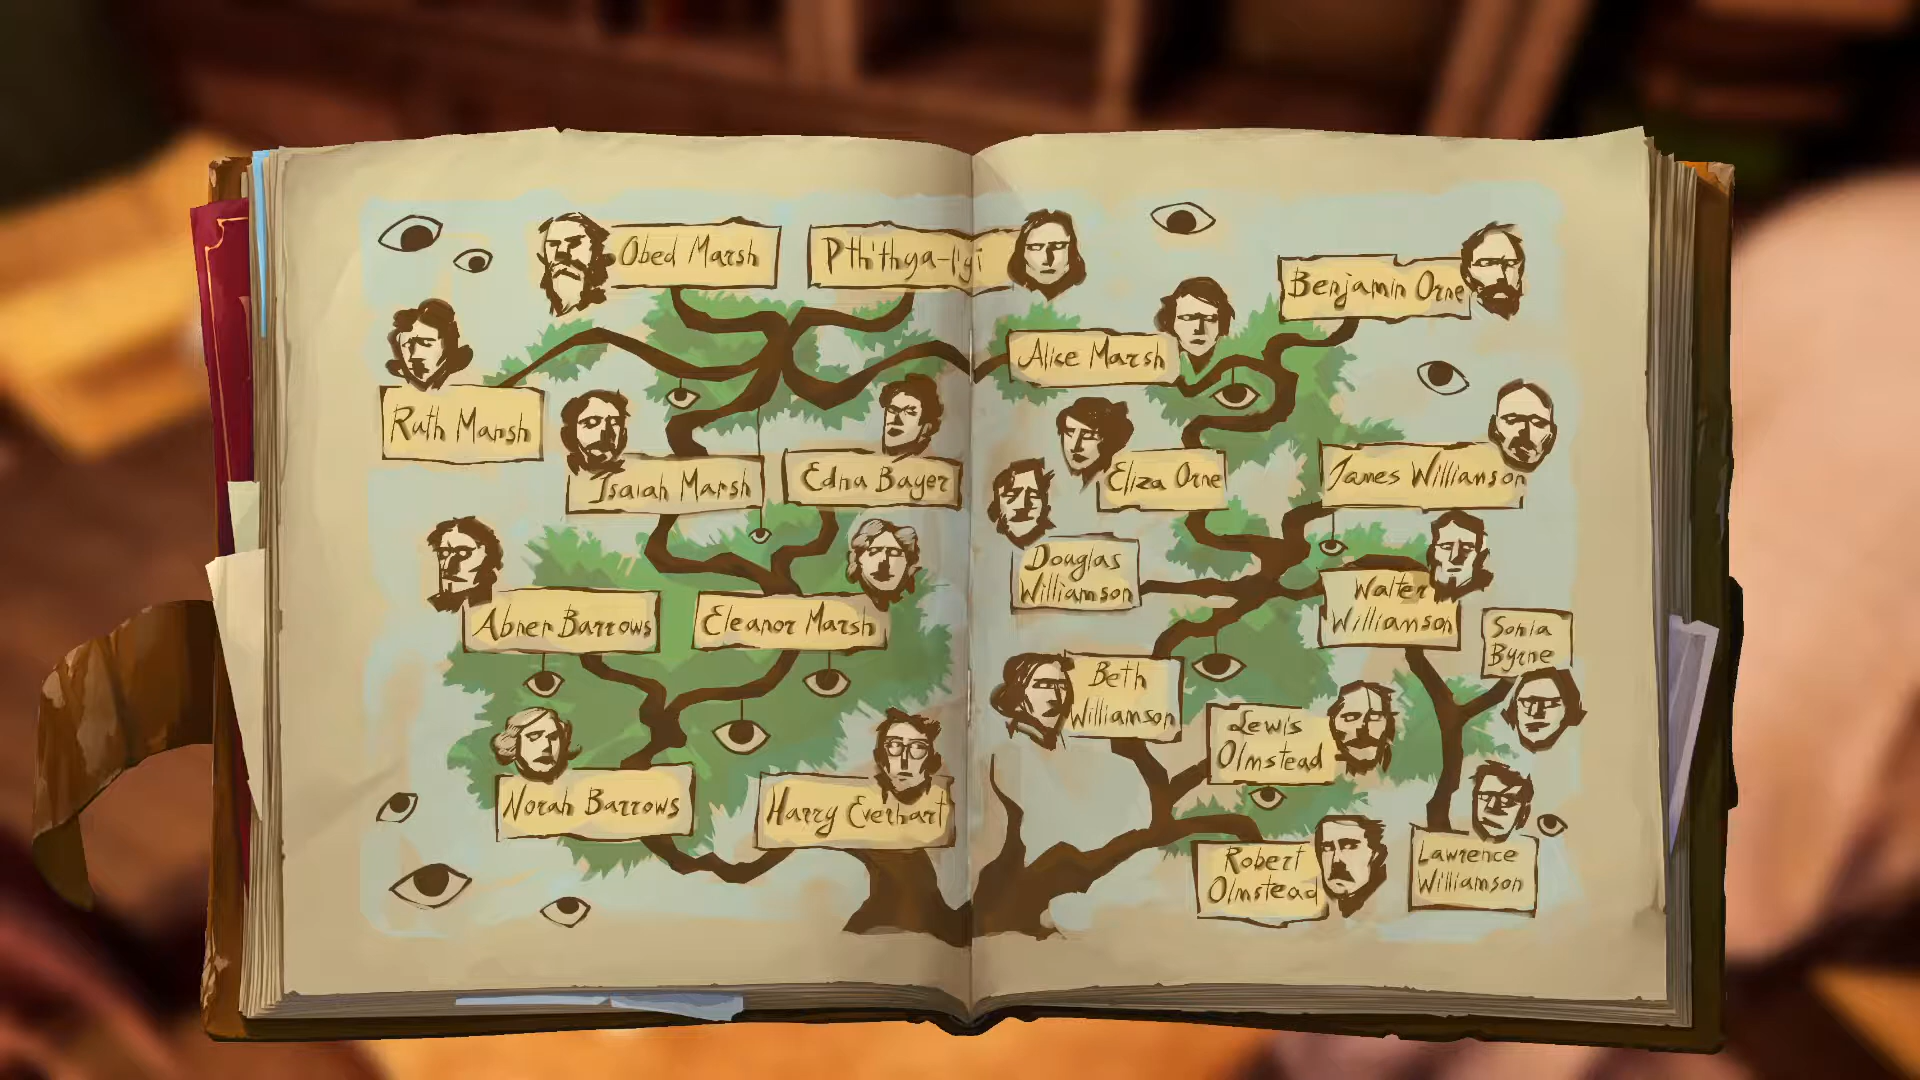 Obed Marsh
Pth'thya-l'yi
Benjamin Orne
Alice Marsh
Ruth Marsh
Isaiah Marsh
Edna Bayer
Eliza Orne
James Williamson
Douglas
Williamson
Walter
Williamson
Abner Barrows
Eleanor Marsh
Sonia
Byrne
Beth
Williamson
Lewis
Olmstead
Norah Barrows
Harry Everhart
Robert
Olmstead
Lawrence
Williamson